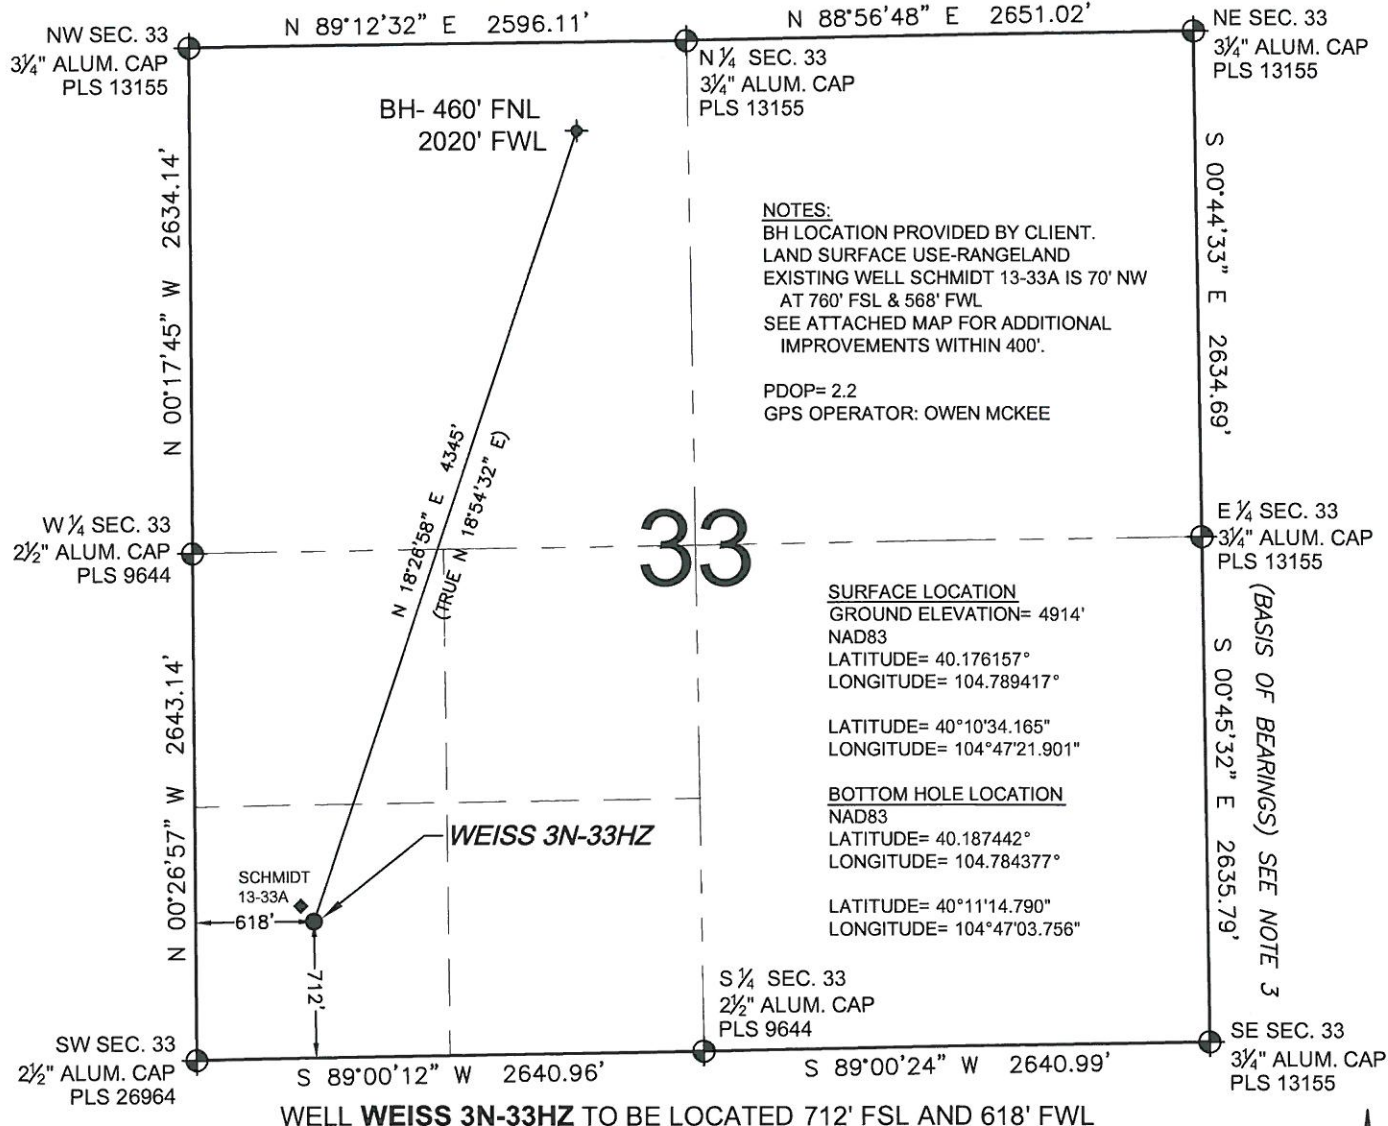 N 89°12'32" E 2596.11'
N 88°56'48" E 2651.02'
NW SEC. 33
3¼" ALUM. CAP
PLS 13155
N ¼ SEC. 33
3¼" ALUM. CAP
PLS 13155
NE SEC. 33
3¼" ALUM. CAP
PLS 13155
BH- 460' FNL
2020' FWL
N 00°17'45" W 2634.14'
S 00°44'33" E 2634.69'
NOTES:
BH LOCATION PROVIDED BY CLIENT.
LAND SURFACE USE-RANGELAND
EXISTING WELL SCHMIDT 13-33A IS 70' NW
AT 760' FSL & 568' FWL
SEE ATTACHED MAP FOR ADDITIONAL
IMPROVEMENTS WITHIN 400'.
PDOP= 2.2
GPS OPERATOR: OWEN MCKEE
N 18°26'58" E 4345'
(TRUE N 18°54'32" E)
33
W ¼ SEC. 33
2½" ALUM. CAP
PLS 9644
E ¼ SEC. 33
3¼" ALUM. CAP
PLS 13155
SURFACE LOCATION
GROUND ELEVATION= 4914'
NAD83
LATITUDE= 40.176157°
LONGITUDE= 104.789417°
LATITUDE= 40°10'34.165"
LONGITUDE= 104°47'21.901"
BOTTOM HOLE LOCATION
NAD83
LATITUDE= 40.187442°
LONGITUDE= 104.784377°
LATITUDE= 40°11'14.790"
LONGITUDE= 104°47'03.756"
N 00°26'57" W 2643.14'
S 00°45'32" E 2635.79'
(BASIS OF BEARINGS) SEE NOTE 3
WEISS 3N-33HZ
SCHMIDT
13-33A
618'
712'
SW SEC. 33
2½" ALUM. CAP
PLS 26964
S ¼ SEC. 33
2½" ALUM. CAP
PLS 9644
SE SEC. 33
3¼" ALUM. CAP
PLS 13155
S 89°00'12" W 2640.96'
S 89°00'24" W 2640.99'
WELL WEISS 3N-33HZ TO BE LOCATED 712' FSL AND 618' FWL